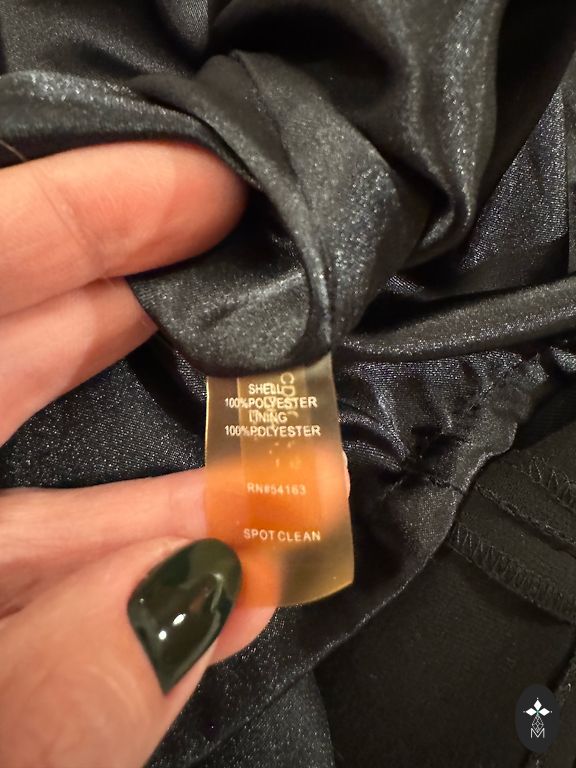 SHELL
100%POLYESTER
LINING
100%POLYESTER
RN#54163
SPOT CLEAN